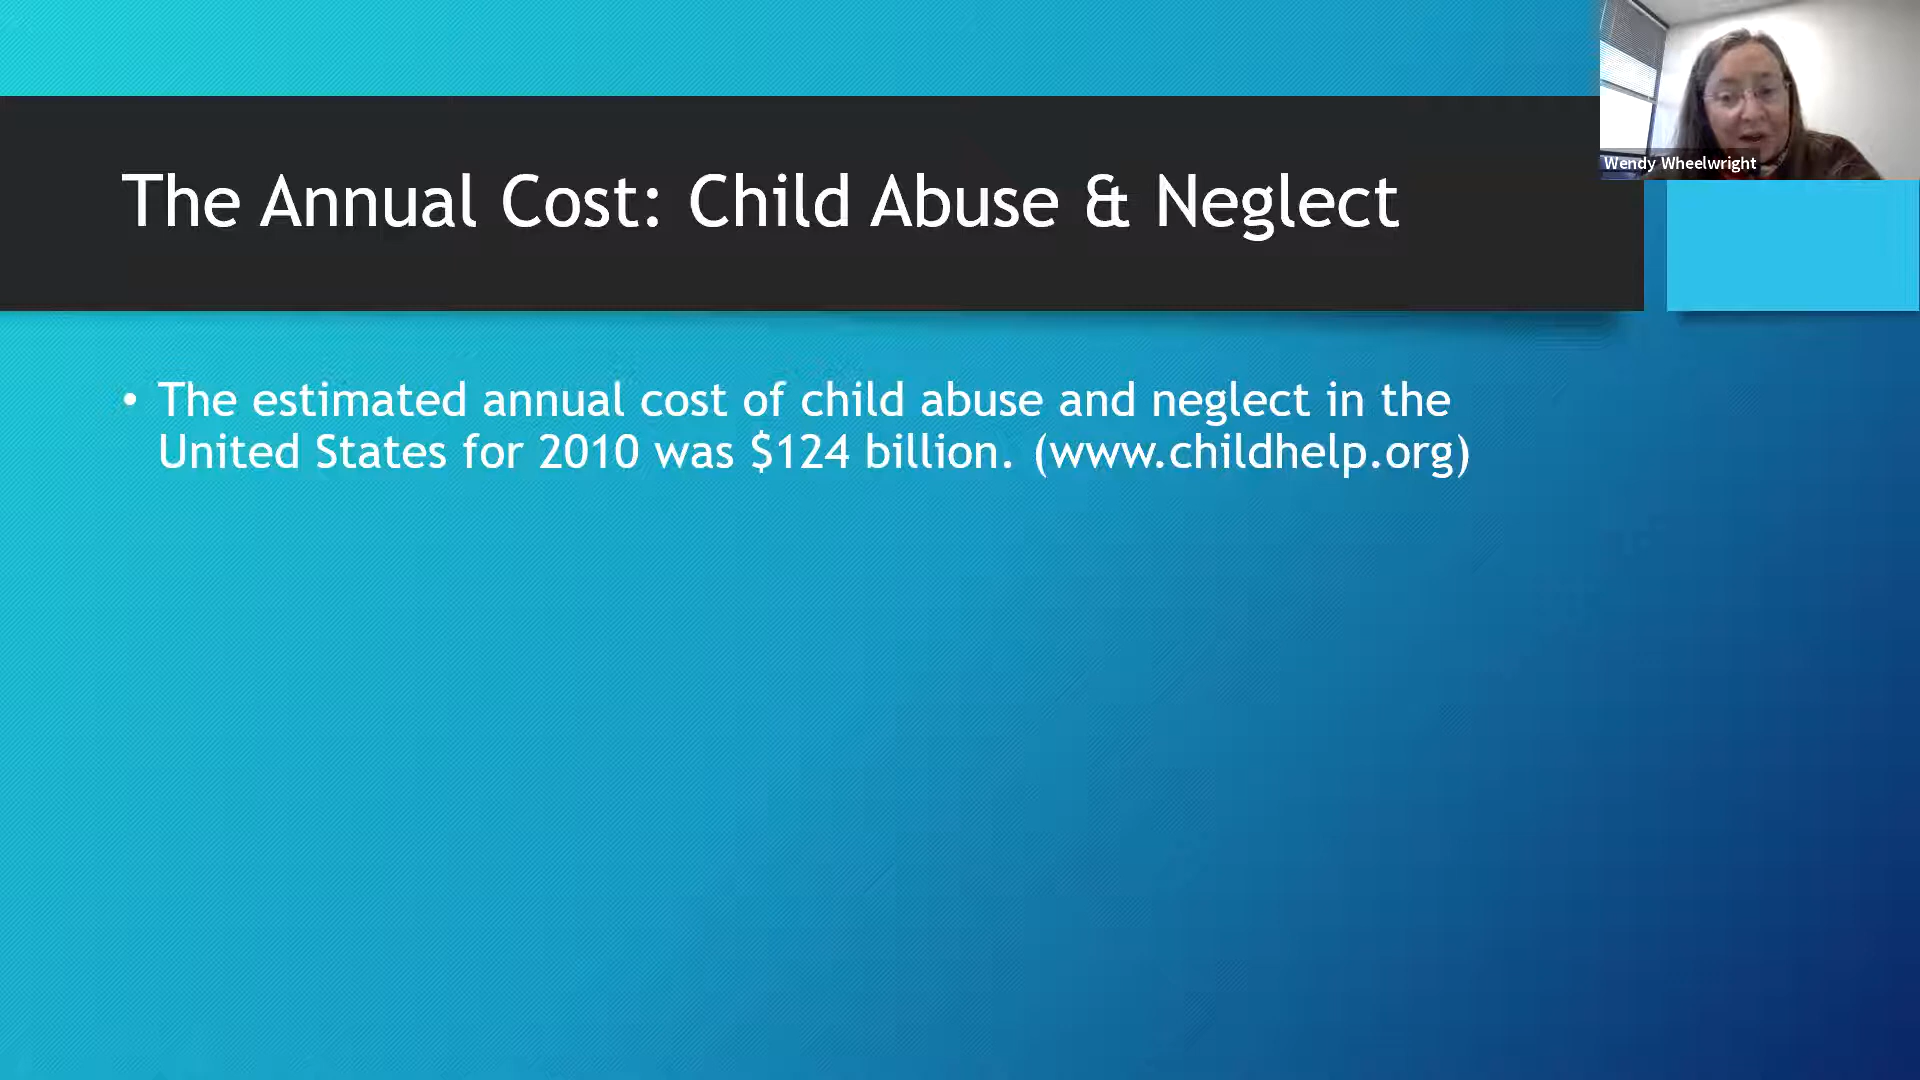 Wendy Wheelwright
The Annual Cost: Child Abuse & Neglect
• The estimated annual cost of child abuse and neglect in the
United States for 2010 was $124 billion. (www.childhelp.org)